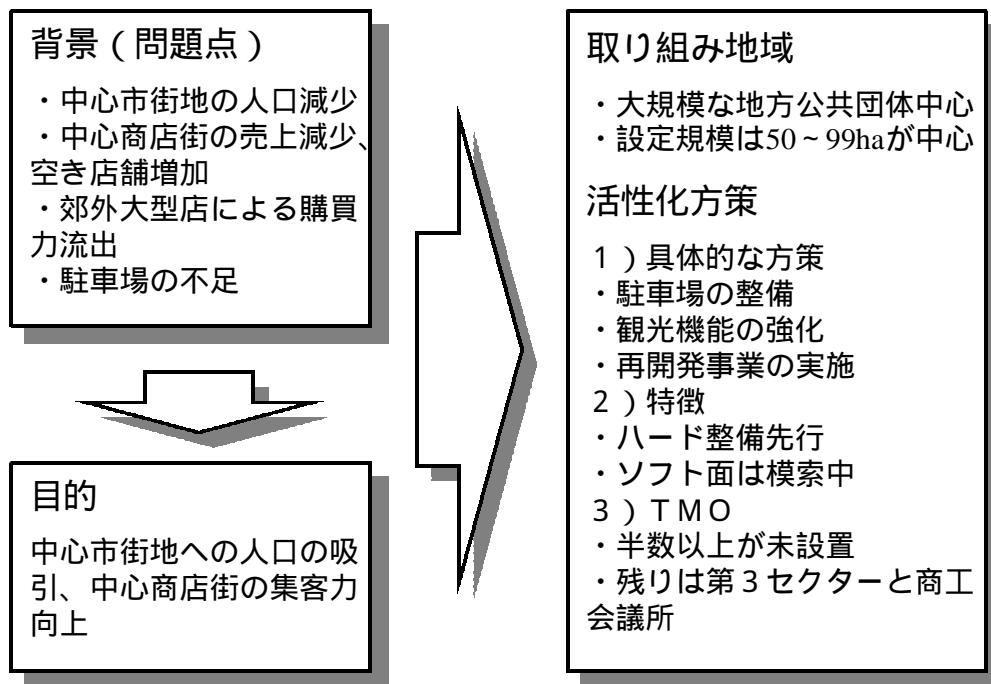 背景（問題点）
・中心市街地の人口減少
・中心商店街の売上減少、
空き店舗増加
・郊外大型店による購買
力流出
・駐車場の不足
目的
中心市街地への人口の吸
引、中心商店街の集客力
向上
取り組み地域
・大規模な地方公共団体中心
・設定規模は50～99haが中心
活性化方策
１）具体的な方策
・駐車場の整備
・観光機能の強化
・再開発事業の実施
２）特徴
・ハード整備先行
・ソフト面は模索中
３）ＴＭＯ
・半数以上が未設置
・残りは第３セクターと商工
会議所